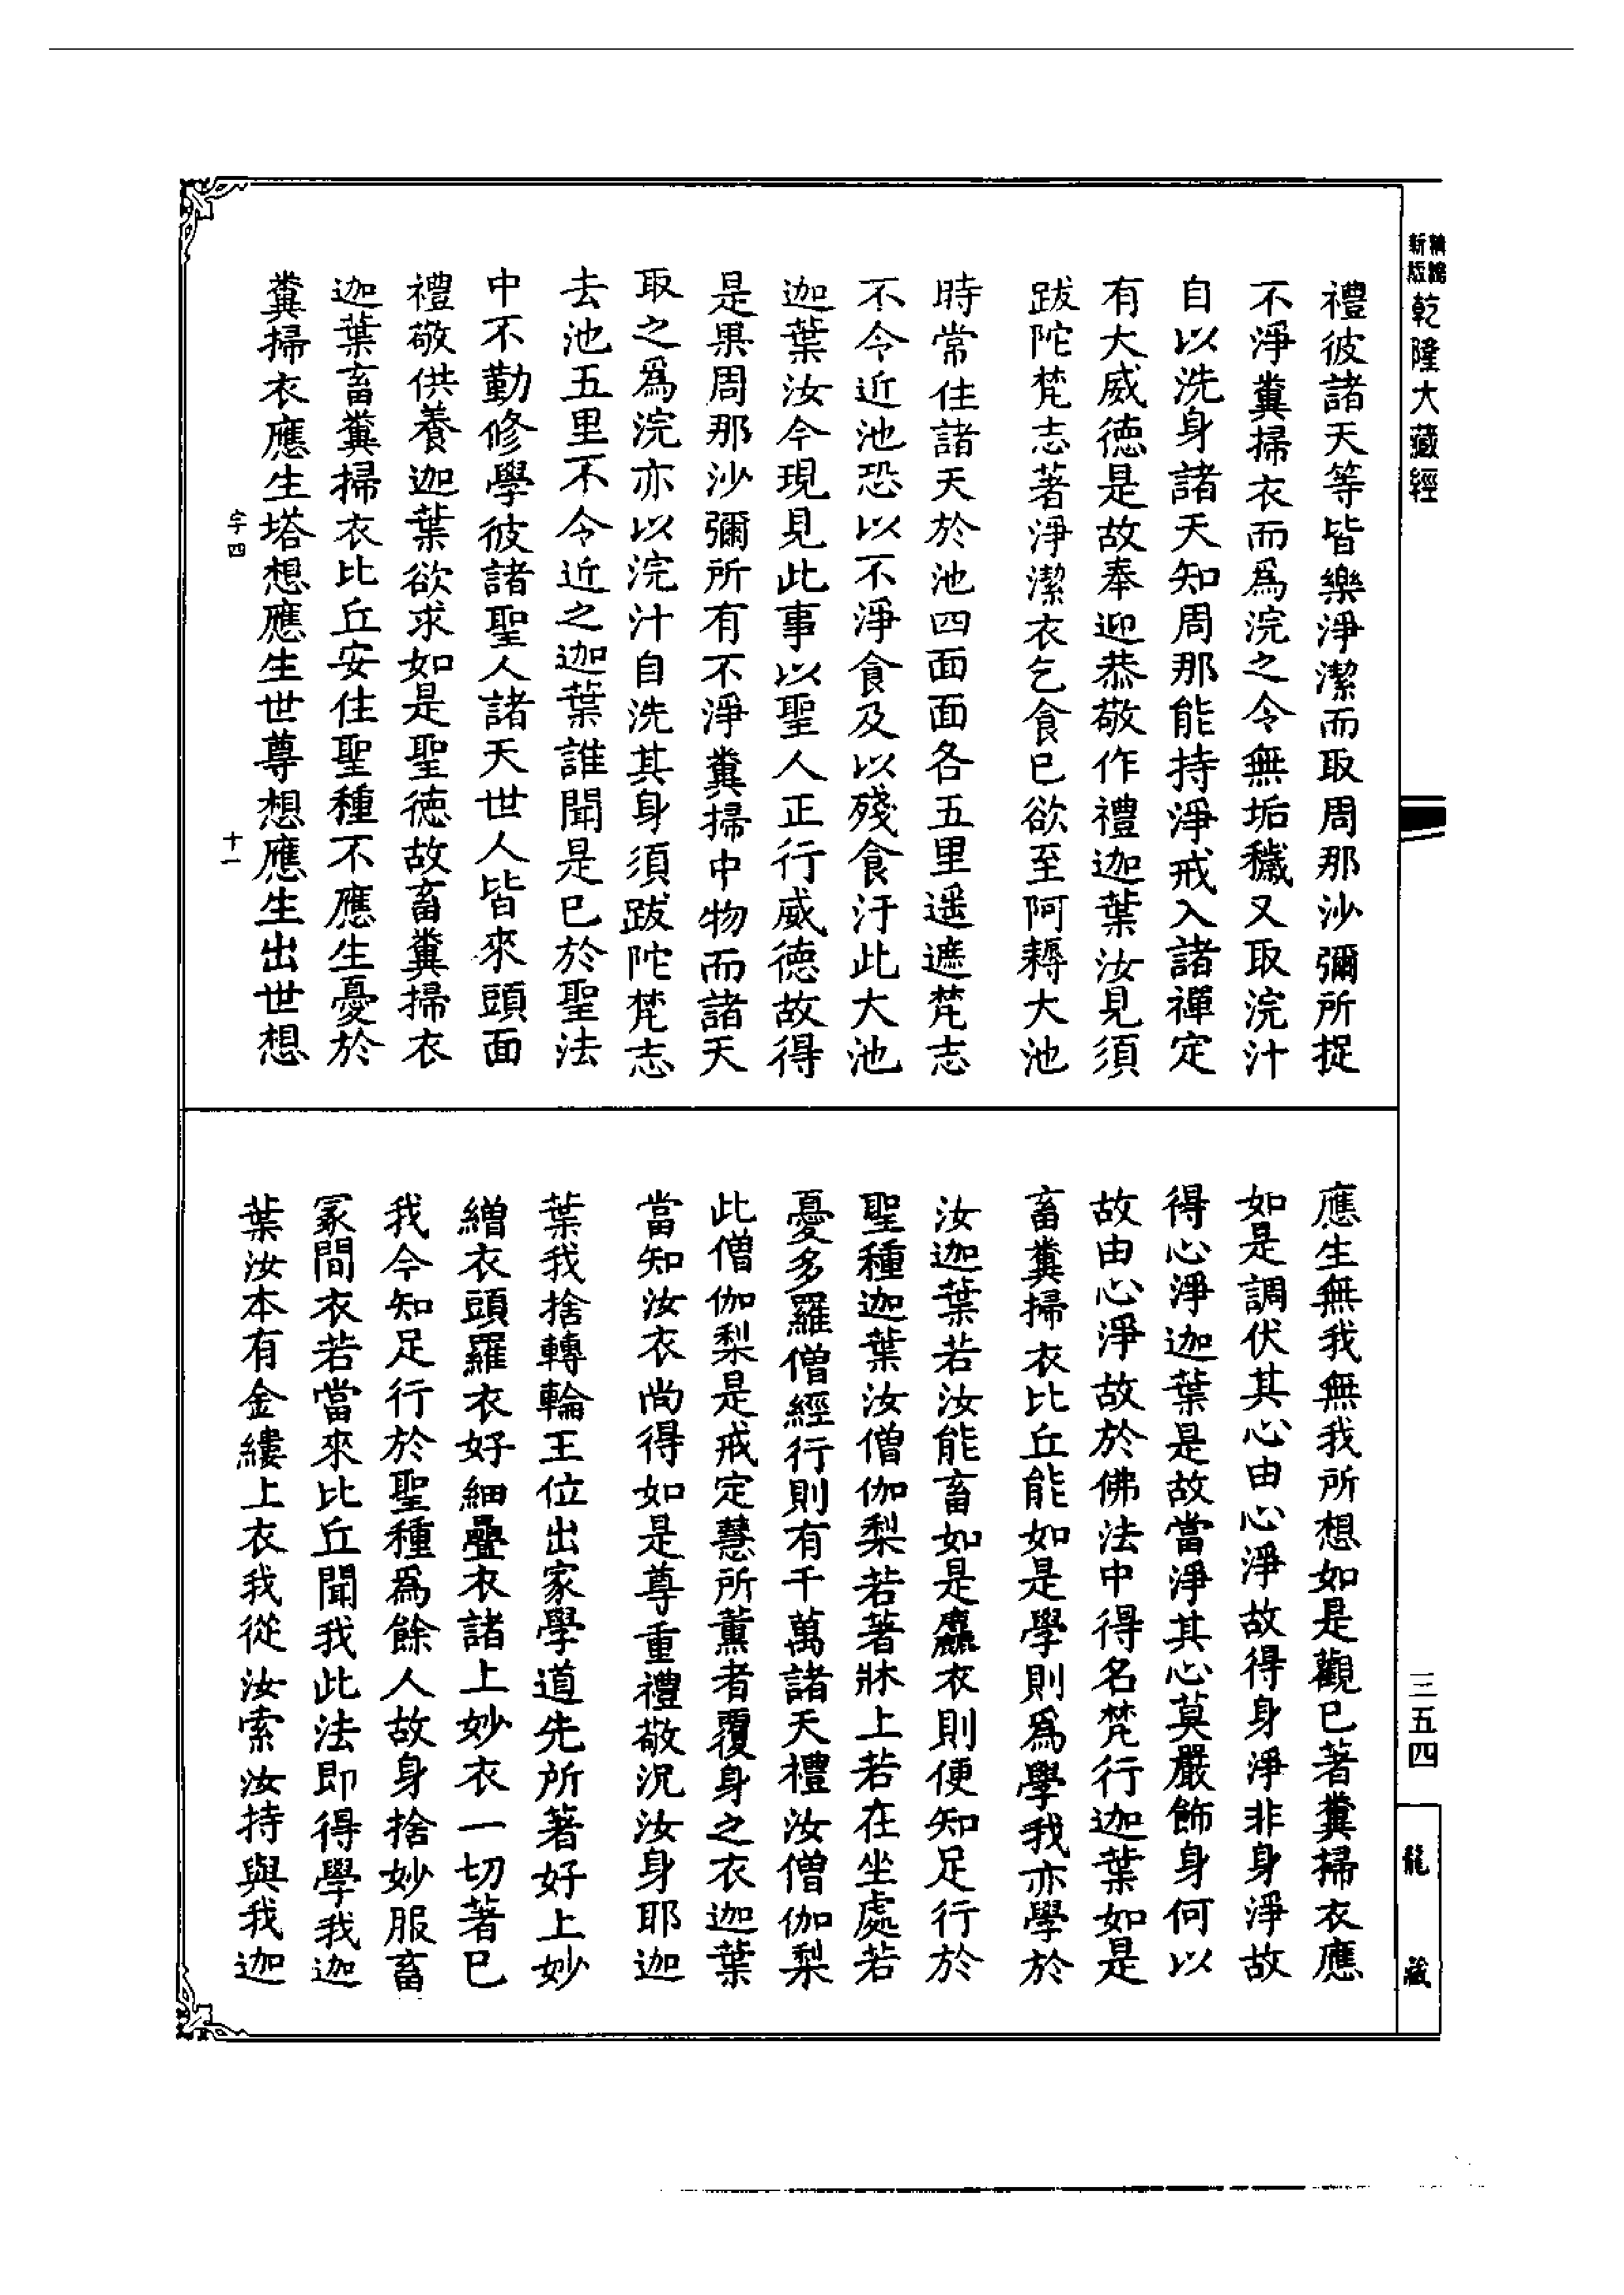 精編新版乾隆大藏經
禮彼諸天等皆樂淨潔而取周那沙彌所捉
不淨糞掃衣而爲浣之令無垢穢又取浣汁
自以洗身諸天知周那能持淨戒入諸禪定
有大威德是故奉迎恭敬作禮迦葉汝見須
跋陀梵志著淨潔衣乞食已欲至阿耨大池
時常住諸天於池四面面各五里遥遮梵志
不令近池恐以不淨食及以殘食汙此大池
迦葉汝今現見此事以聖人正行威德故得
是果周那沙彌所有不淨糞掃中物而諸天
取之爲浣亦以浣汁自洗其身須跋陀梵志
去池五里不令近之迦葉誰聞是已於聖法
中不勤修學彼諸聖人諸天世人皆來頭面
禮敬供養迦葉欲求如是聖德故畜糞掃衣
迦葉畜糞掃衣比丘安住聖種不應生憂於
糞掃衣應生塔想應生世尊想應生出世想
字四
十一
應生無我無我所想如是觀已著糞掃衣應
如是調伏其心由心淨故得身淨非身淨故
得心淨迦葉是故當淨其心莫嚴飾身何以
故由心淨故於佛法中得名梵行迦葉如是
畜糞掃衣比丘能如是學則爲學我亦學於
汝迦葉若汝能畜如是麤衣則便知足行於
聖種迦葉汝僧伽梨若著牀上若在坐處若
憂多羅僧經行則有千萬諸天禮汝僧伽梨
此僧伽梨是戒定慧所薰者覆身之衣迦葉
當知汝衣尚得如是尊重禮敬況汝身耶迦
葉我捨轉輪王位出家學道先所著好上妙
繒衣頭羅衣好細疊衣諸上妙衣一切著已
我今知足行於聖種爲餘人故身捨妙服畜
冢間衣若當來比丘聞我此法即得學我迦
葉汝本有金縷上衣我從汝索汝持與我迦
三五四
龍藏